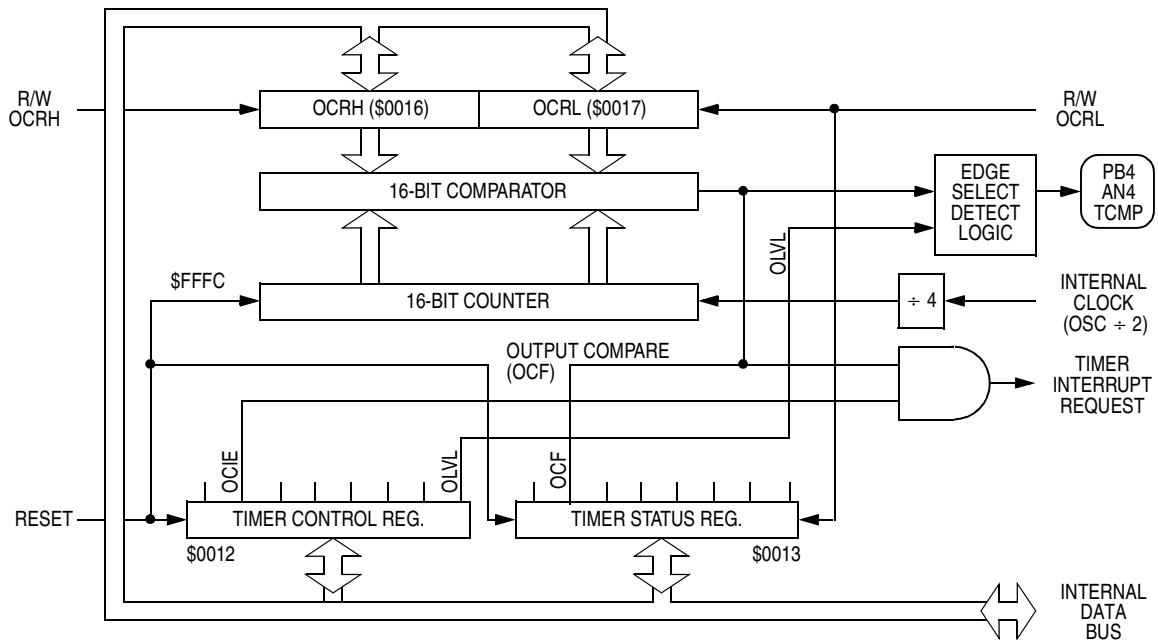 R/W
OCRH
OCRH ($0016)
OCRL ($0017)
R/W
OCRL
16-BIT COMPARATOR
EDGE
SELECT
DETECT
LOGIC
PB4
AN4
TCMP
OLVL
$FFFC
16-BIT COUNTER
÷ 4
INTERNAL
CLOCK
(OSC ÷ 2)
OUTPUT COMPARE
(OCF)
TIMER
INTERRUPT
REQUEST
OCIE
OLVL
OCF
RESET
TIMER CONTROL REG.
TIMER STATUS REG.
$0012
$0013
INTERNAL
DATA
BUS